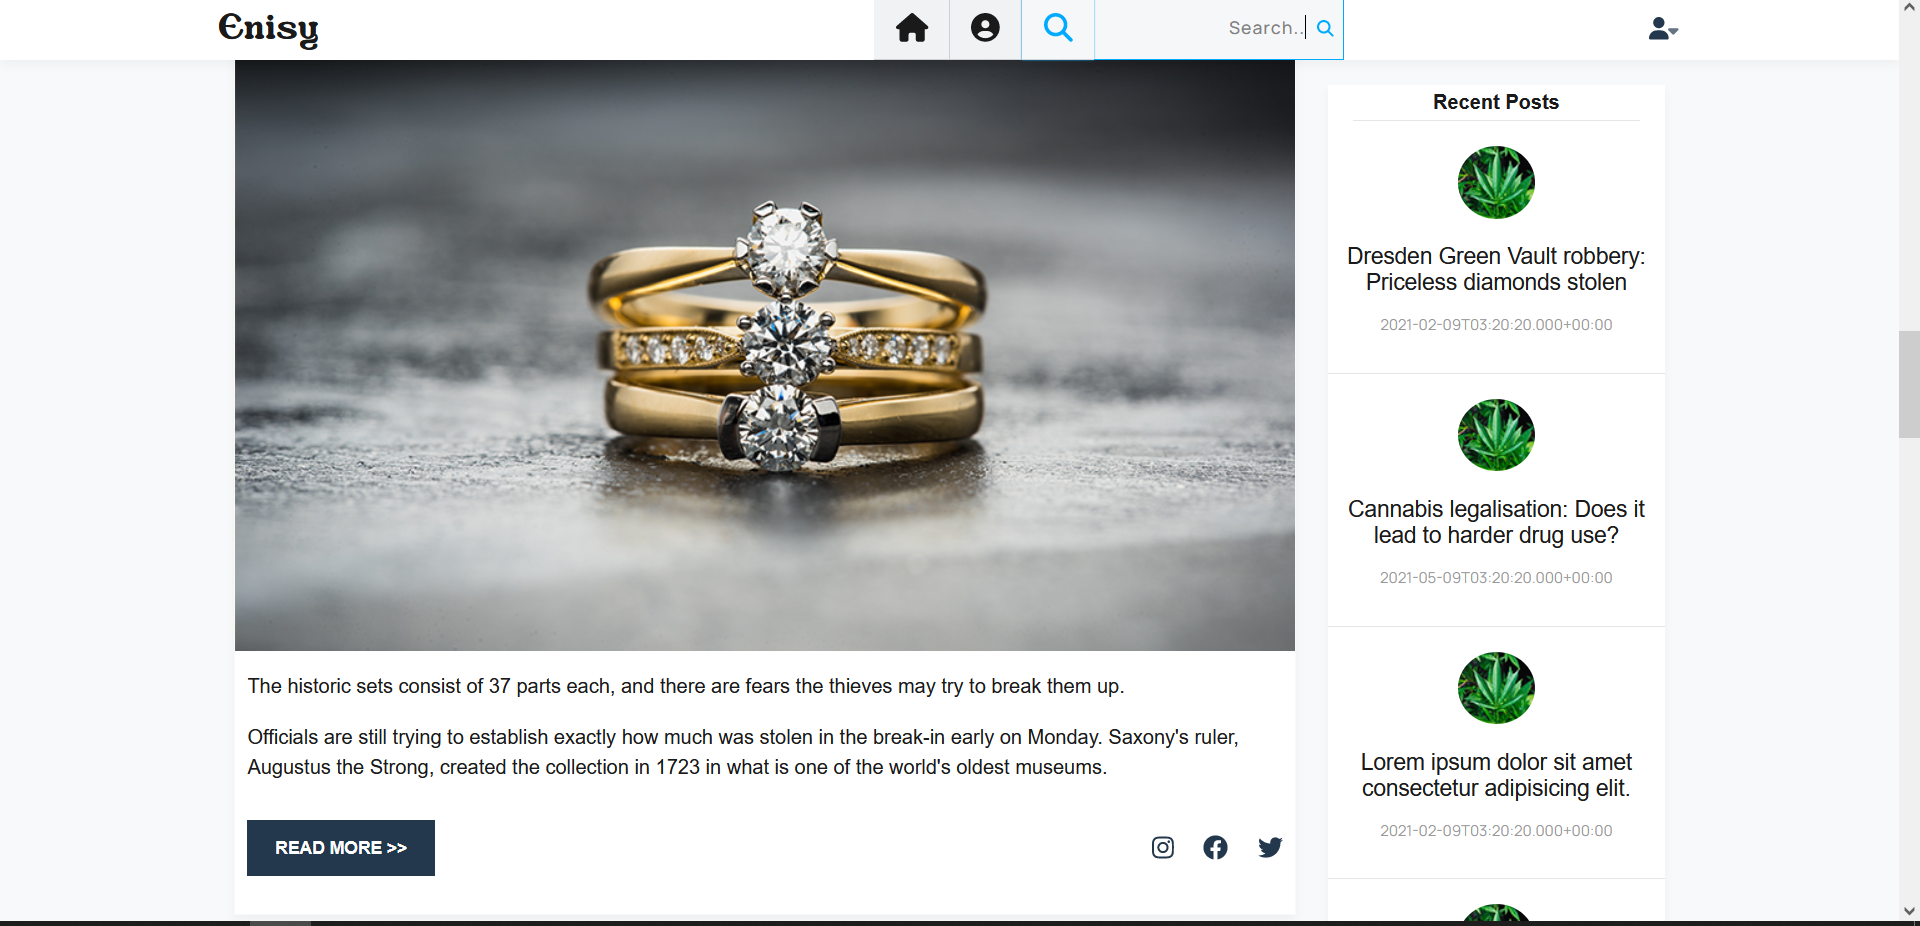 Enisy
Search..
The historic sets consist of 37 parts each, and there are fears the thieves may try to break them up.
Officials are still trying to establish exactly how much was stolen in the break-in early on Monday. Saxony's ruler,
Augustus the Strong, created the collection in 1723 in what is one of the world's oldest museums.
READ MORE >>
Recent Posts
Dresden Green Vault robbery:
Priceless diamonds stolen
2021-02-09T03:20:20.000+00:00
Cannabis legalisation: Does it
lead to harder drug use?
2021-05-09T03:20:20.000+00:00
Lorem ipsum dolor sit amet
consectetur adipisicing elit.
2021-02-09T03:20:20.000+00:00